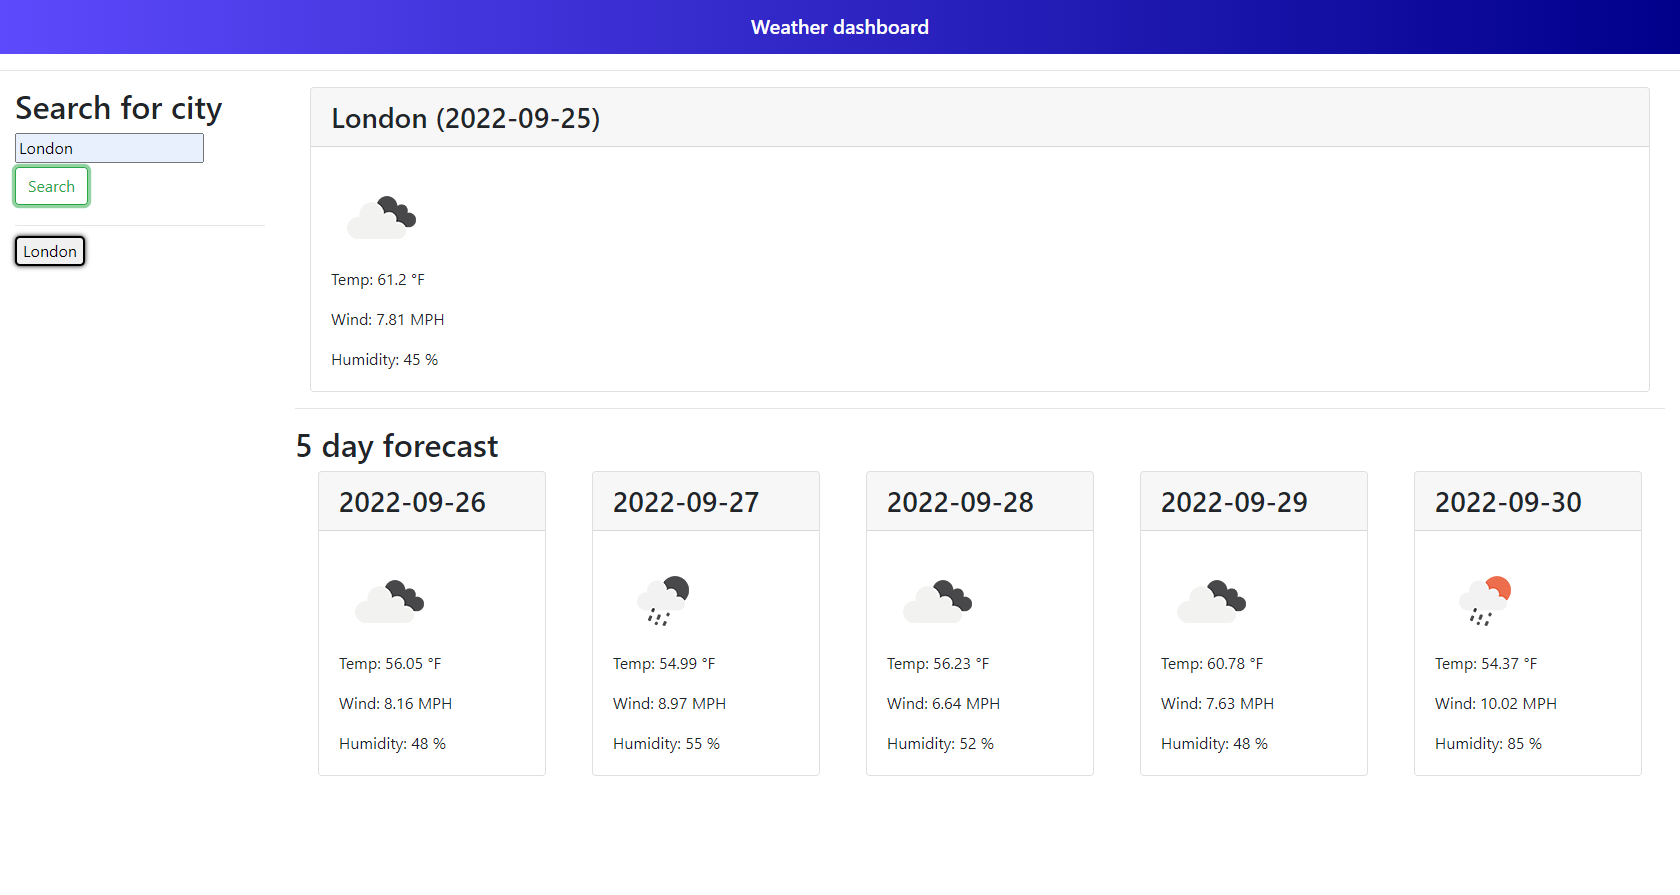 Weather dashboard
Search for city
London
Search
London
London (2022-09-25)
Temp: 61.2 °F
Wind: 7.81 MPH
Humidity: 45 %
5 day forecast
2022-09-26
Temp: 56.05 °F
Wind: 8.16 MPH
Humidity: 48 %
2022-09-27
Temp: 54.99 °F
Wind: 8.97 MPH
Humidity: 55 %
2022-09-28
Temp: 56.23 °F
Wind: 6.64 MPH
Humidity: 52 %
2022-09-29
Temp: 60.78 °F
Wind: 7.63 MPH
Humidity: 48 %
2022-09-30
Temp: 54.37 °F
Wind: 10.02 MPH
Humidity: 85 %